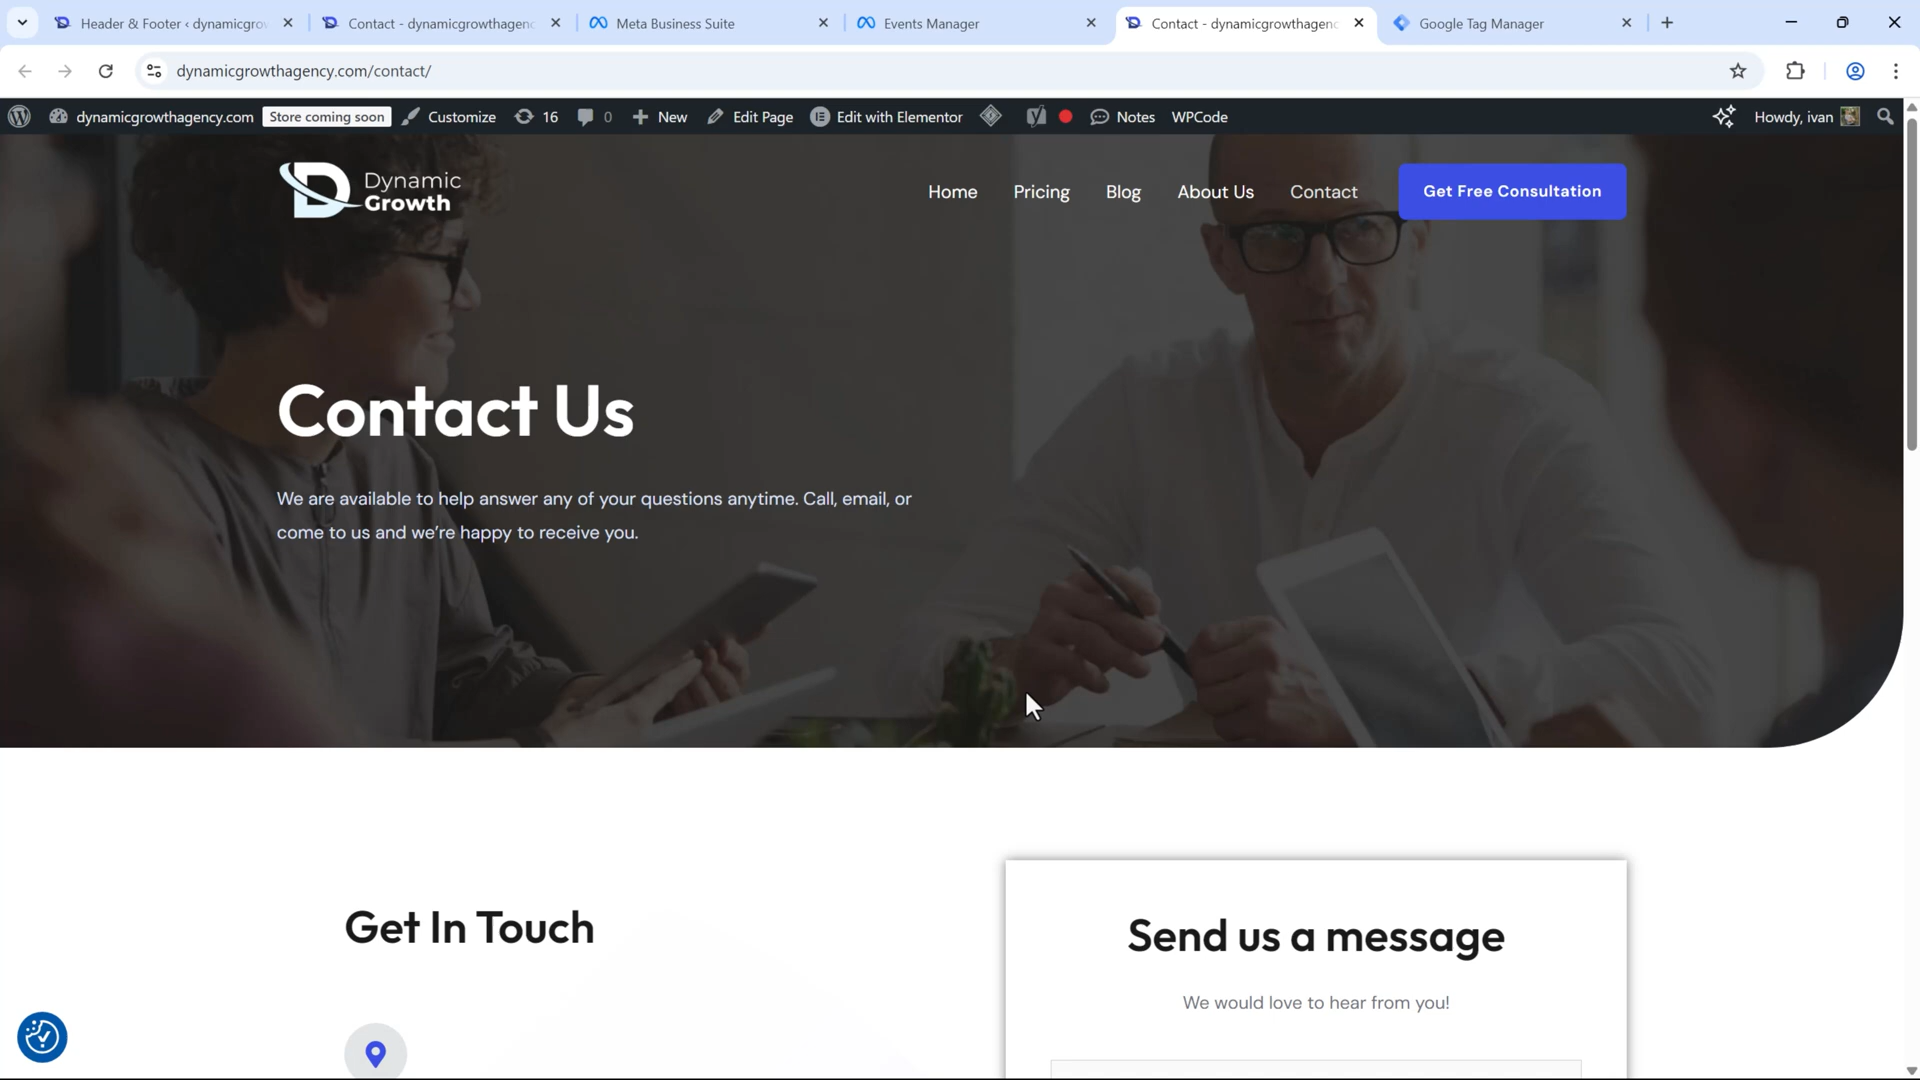 Header & Footer ‹ dynamicgrow
Contact - dynamicgrowthagenc
Meta Business Suite
Events Manager
Contact - dynamicgrowthagenc
Google Tag Manager
dynamicgrowthagency.com/contact/
dynamicgrowthagency.com
Store coming soon
Customize
16
0
New
Edit Page
Edit with Elementor
Notes
WPCode
Howdy, ivan
Dynamic
Growth
Home
Pricing
Blog
About Us
Contact
Get Free Consultation
Contact Us
We are available to help answer any of your questions anytime. Call, email, or
come to us and we’re happy to receive you.
Get In Touch
Send us a message
We would love to hear from you!